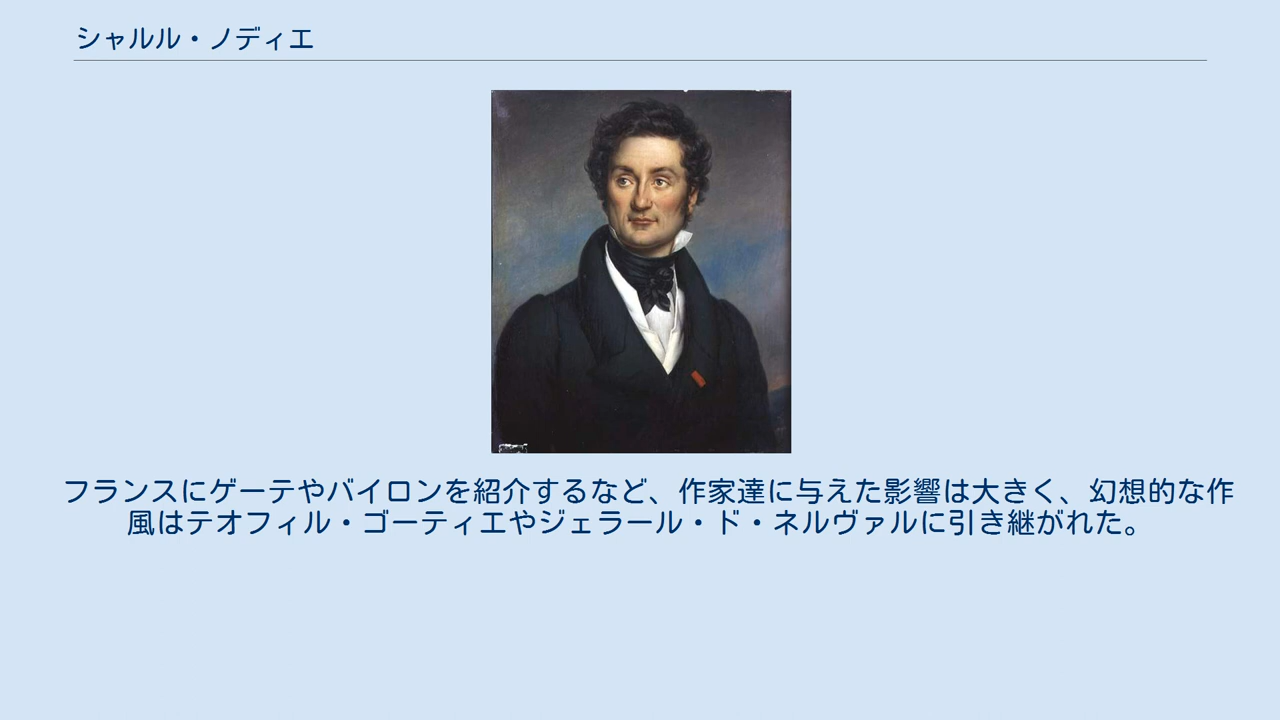 シャルル・ノディエ
フランスにゲーテやバイロンを紹介するなど、作家達に与えた影響は大きく、幻想的な作
風はテオフィル・ゴーティエやジェラール・ド・ネルヴァルに引き継がれた。